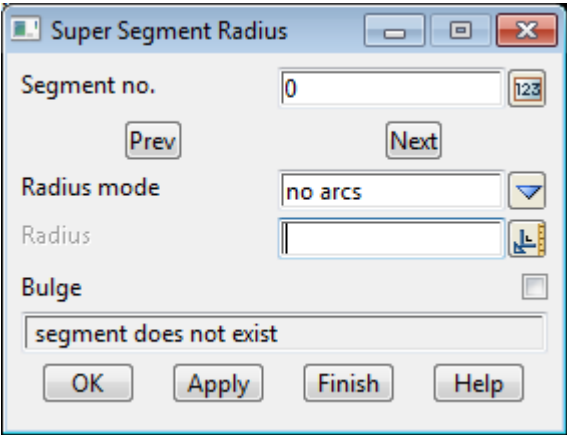 Super Segment Radius
Segment no. 0 123
Prev Next
Radius mode no arcs
Radius
Bulge
segment does not exist
OK Apply Finish Help